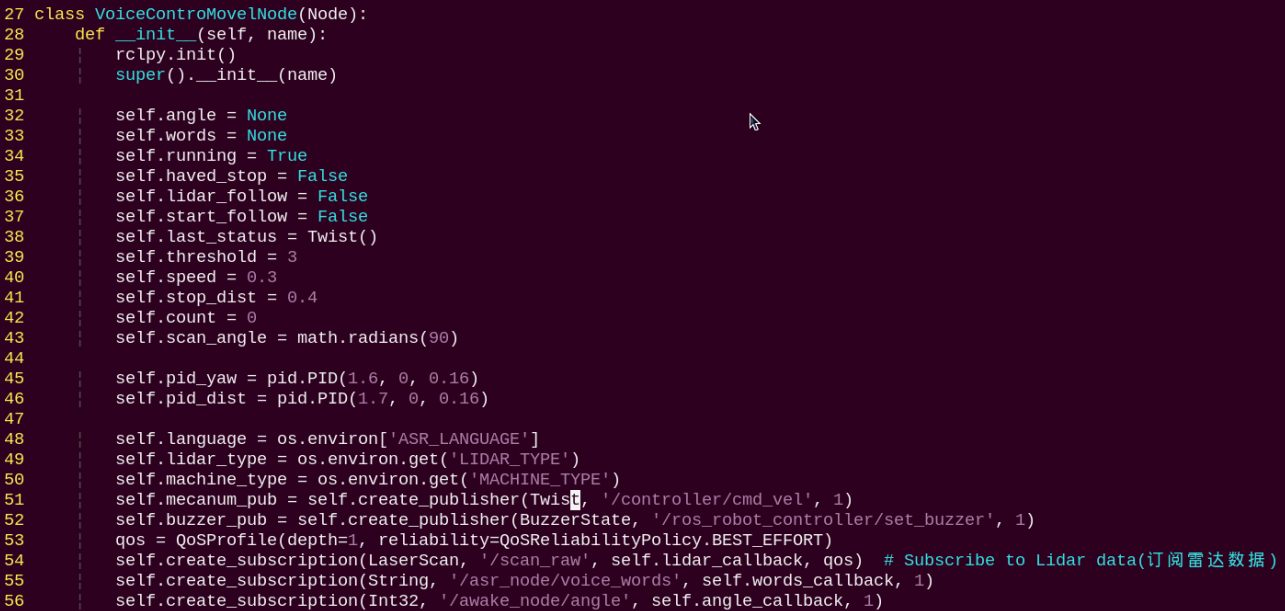 27 class VoiceControMovelNode(Node):
28     def __init__(self, name):
29         rclpy.init()
30         super().__init__(name)
31
32         self.angle = None
33         self.words = None
34         self.running = True
35         self.haved_stop = False
36         self.lidar_follow = False
37         self.start_follow = False
38         self.last_status = Twist()
39         self.threshold = 3
40         self.speed = 0.3
41         self.stop_dist = 0.4
42         self.count = 0
43         self.scan_angle = math.radians(90)
44
45         self.pid_yaw = pid.PID(1.6, 0, 0.16)
46         self.pid_dist = pid.PID(1.7, 0, 0.16)
47
48         self.language = os.environ['ASR_LANGUAGE']
49         self.lidar_type = os.environ.get('LIDAR_TYPE')
50         self.machine_type = os.environ.get('MACHINE_TYPE')
51         self.mecanum_pub = self.create_publisher(Twist, '/controller/cmd_vel', 1)
52         self.buzzer_pub = self.create_publisher(BuzzerState, '/ros_robot_controller/set_buzzer', 1)
53         qos = QoSProfile(depth=1, reliability=QoSReliabilityPolicy.BEST_EFFORT)
54         self.create_subscription(LaserScan, '/scan_raw', self.lidar_callback, qos)  # Subscribe to Lidar data(订阅雷达数据)
55         self.create_subscription(String, '/asr_node/voice_words', self.words_callback, 1)
56         self.create_subscription(Int32, '/awake_node/angle', self.angle_callback, 1)